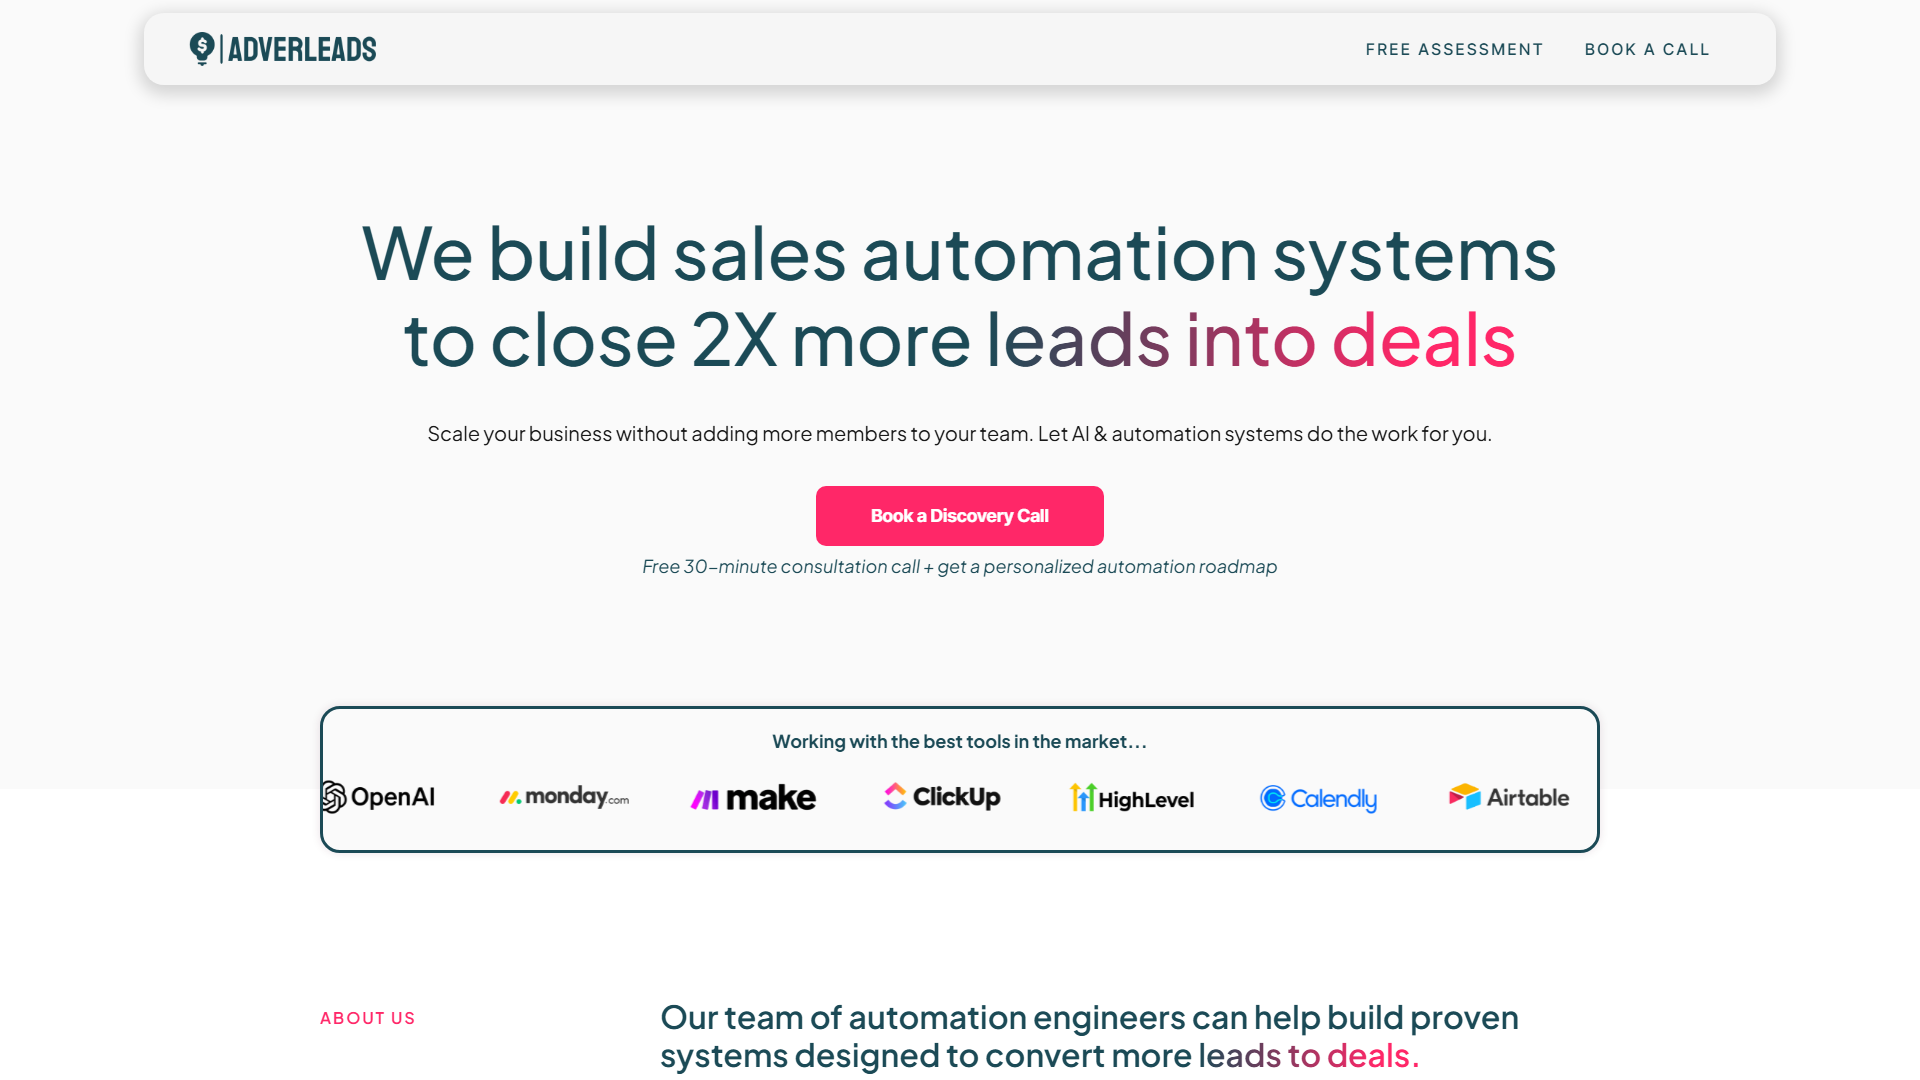 ADVERLEADS
FREE ASSESSMENT
BOOK A CALL
We build sales automation systems
to close 2X more leads into deals
Scale your business without adding more members to your team. Let AI & automation systems do the work for you.
Book a Discovery Call
Free 30-minute consultation call + get a personalized automation roadmap
Working with the best tools in the market...
OpenAI
monday.com
make
ClickUp
HighLevel
Calendly
Airtable
ABOUT US
Our team of automation engineers can help build proven
systems designed to convert more leads to deals.